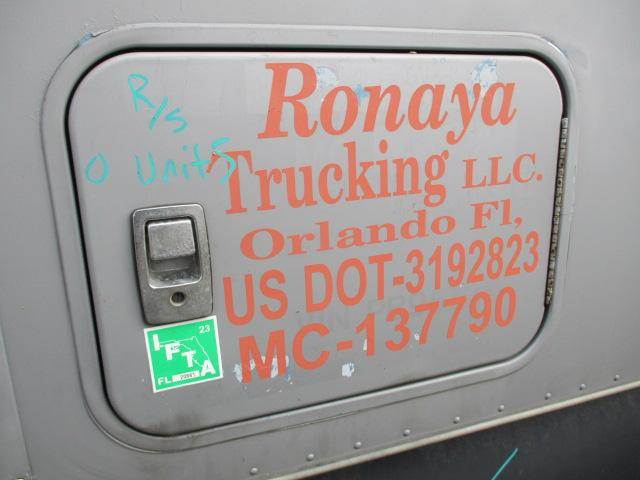 R/S
0 Units
Ronaya
Trucking LLC.
Orlando Fl,
US DOT-3192823
MC-137790
23
IFTA
FL